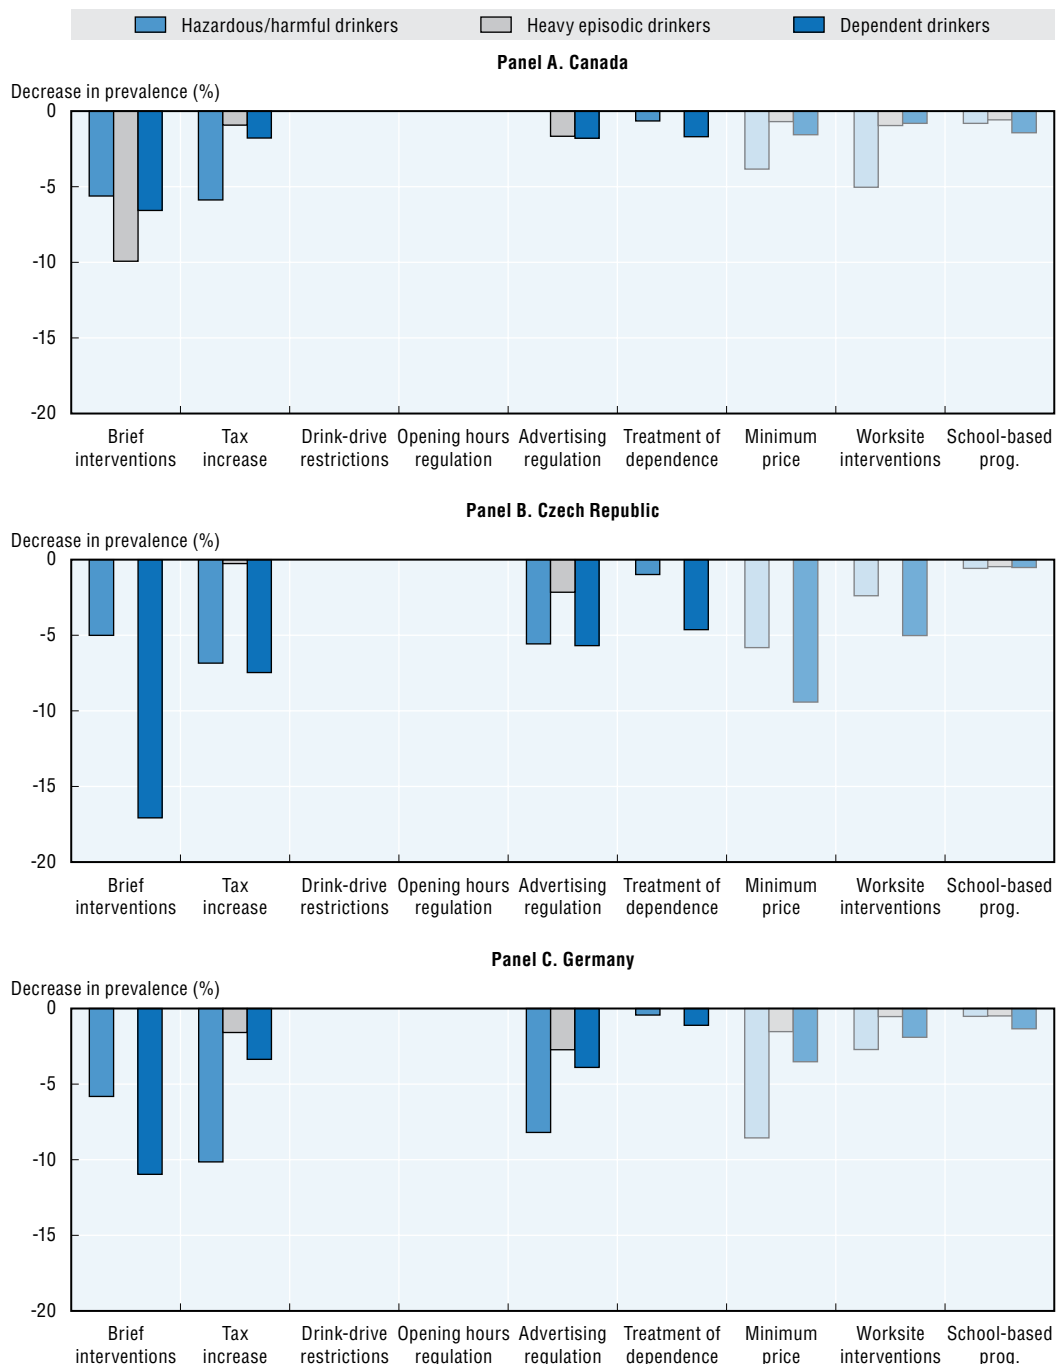 Hazardous/harmful drinkers Heavy episodic drinkers Dependent drinkers
Panel A. Canada
Decrease in prevalence (%)
0
-5
-10
-15
-20
Brief Tax Drink-drive Opening hours Advertising Treatment of Minimum Worksite School-based
interventions increase restrictions regulation regulation dependence price interventions prog.
Panel B. Czech Republic
Decrease in prevalence (%)
0
-5
-10
-15
-20
Brief Tax Drink-drive Opening hours Advertising Treatment of Minimum Worksite School-based
interventions increase restrictions regulation regulation dependence price interventions prog.
Panel C. Germany
Decrease in prevalence (%)
0
-5
-10
-15
-20
Brief Tax Drink-drive Opening hours Advertising Treatment of Minimum Worksite School-based
interventions increase restrictions regulation regulation dependence price interventions prog.